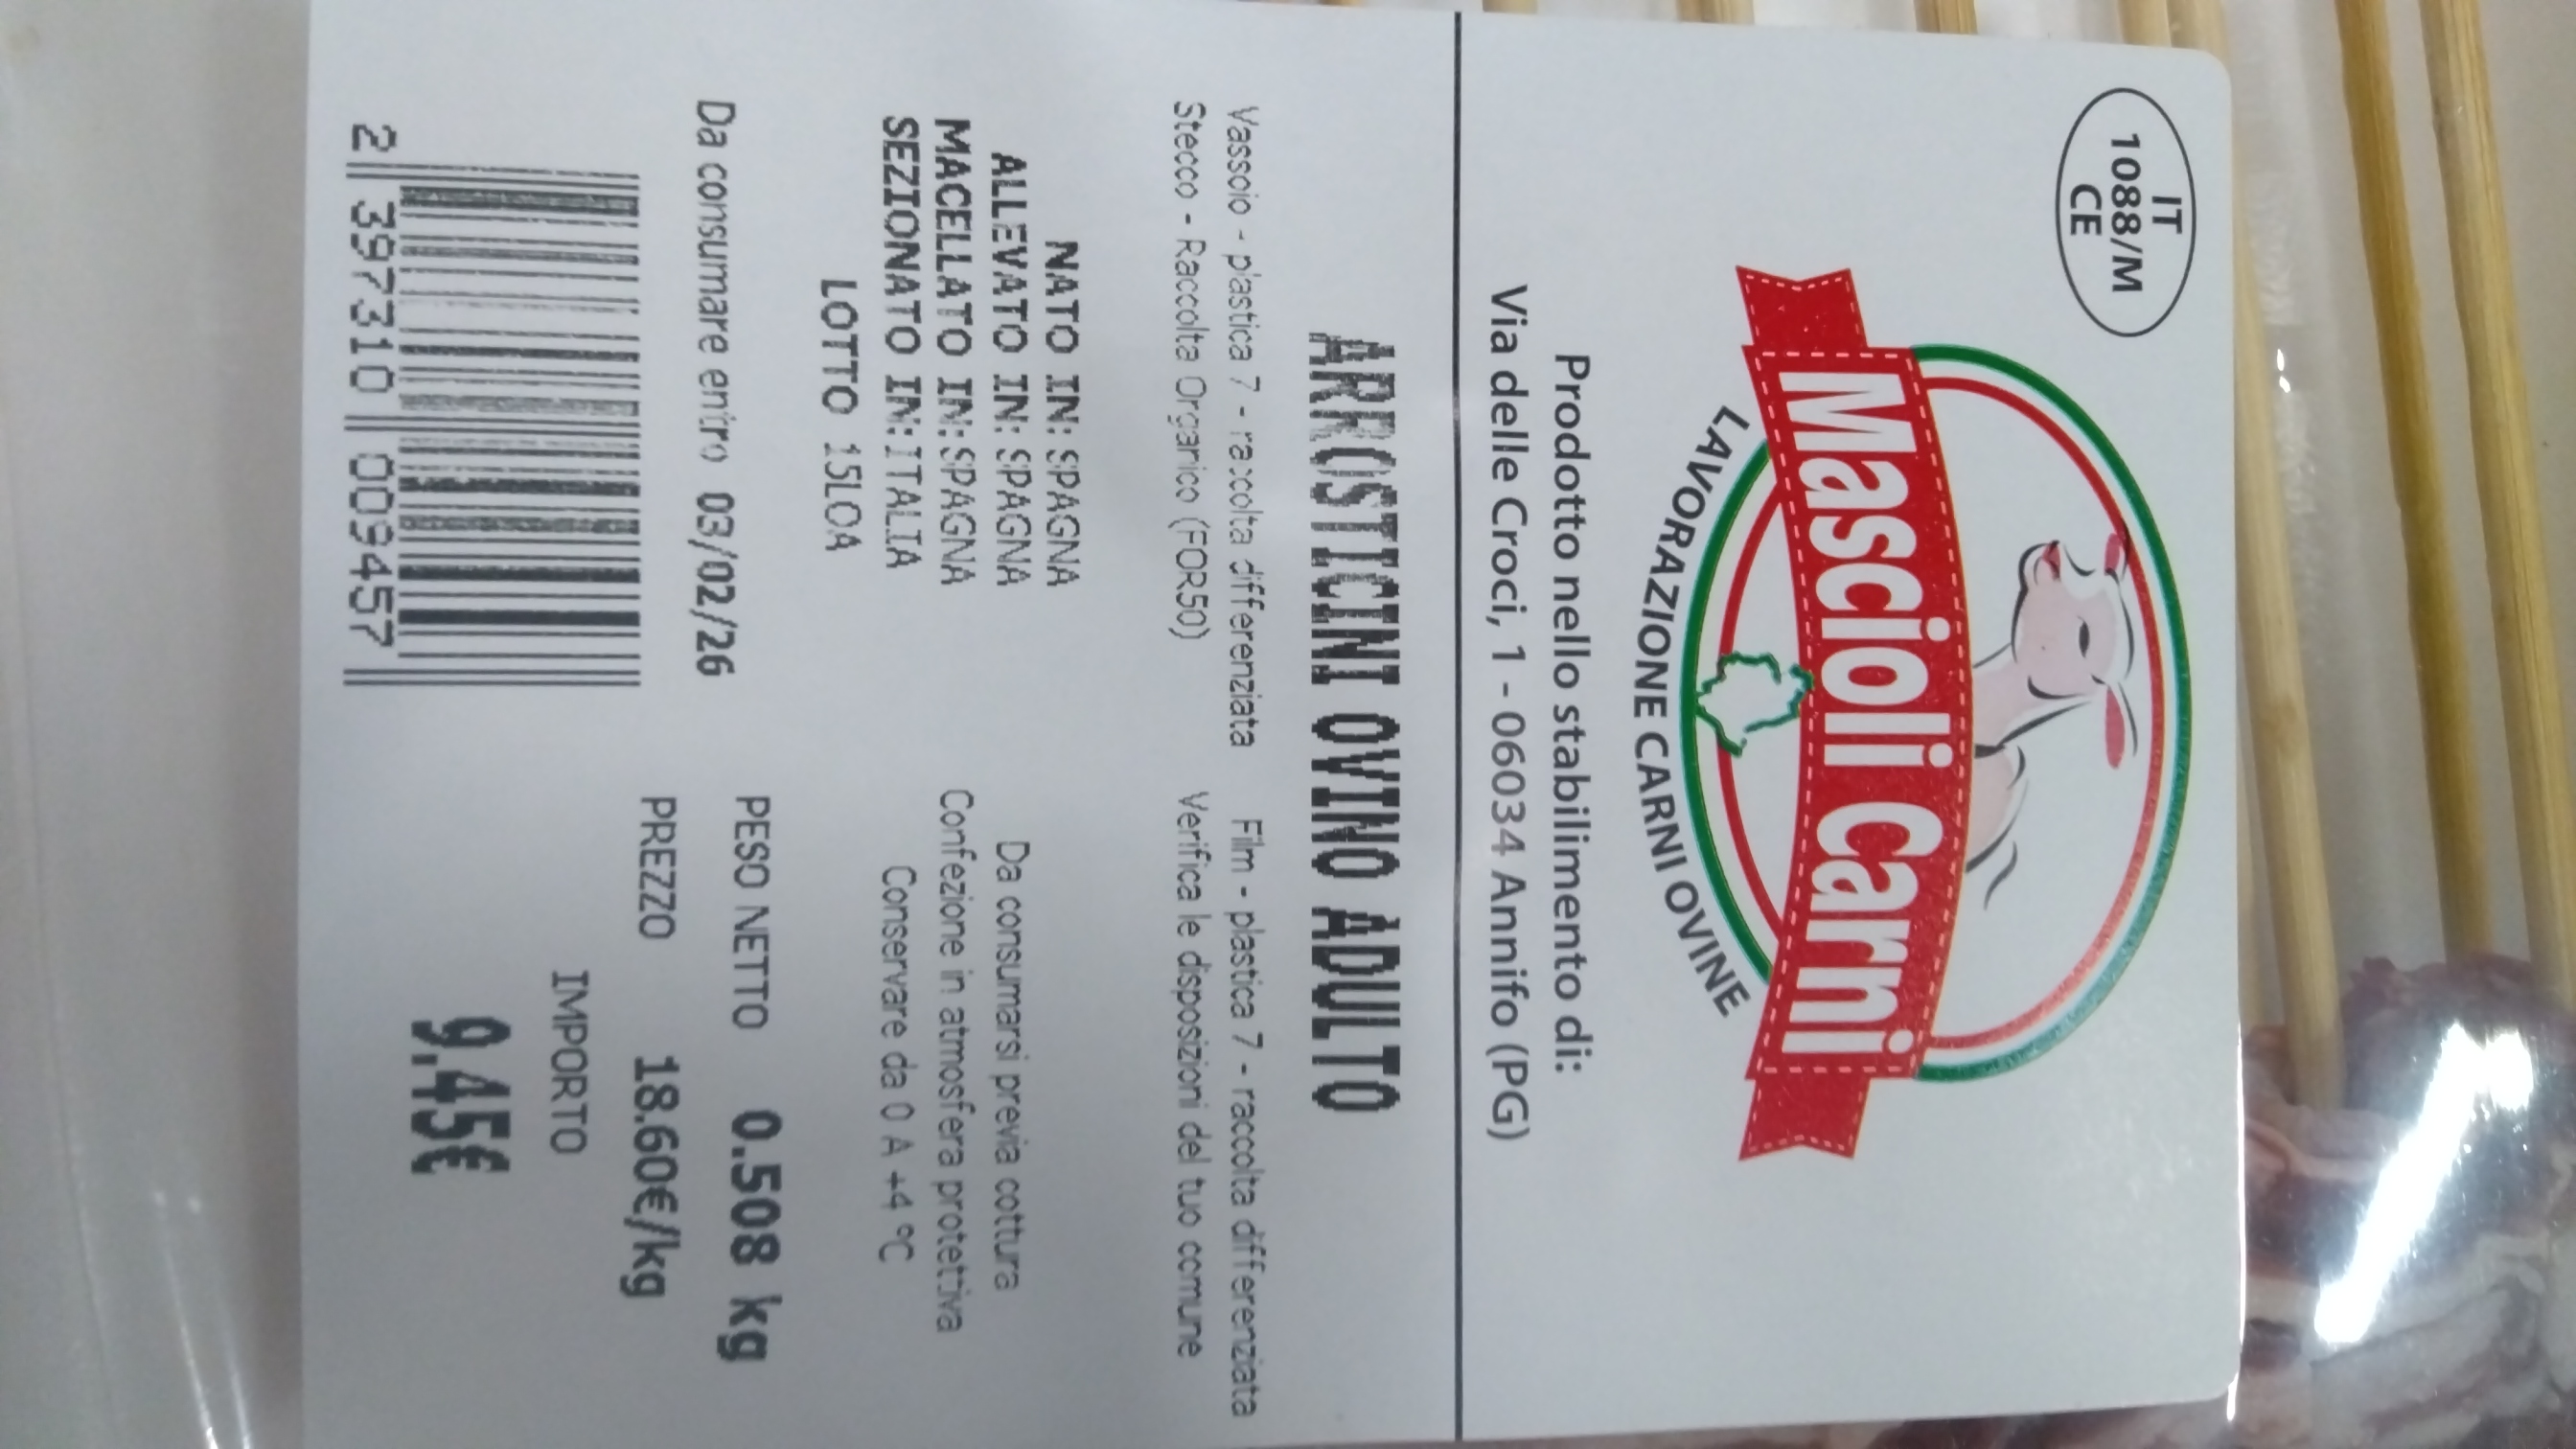 IT
1088/M
CE
Mascioli Carni
LAVORAZIONE CARNI OVINE
Prodotto nello stabilimento di:
Via delle Croci, 1 - 06034 Annifo (PG)
ARROSTICINI OVINO ADULTO
Vassoio - plastica 7 - raccolta differenziata
Film - plastica 7 - raccolta differenziata
Stecco - Raccolta Organico (FOR50)
Verifica le disposizioni del tuo comune
NATO IN: SPAGNA
ALLEVATO IN: SPAGNA
MACELLATO IN: SPAGNA
SEZIONATO IN: ITALIA
LOTTO 15LOA
Da consumarsi previa cottura
Confezione in atmosfera protettiva
Conservare da 0 A +4 °C
Da consumare entro 03/02/26
PESO NETTO 0.508 kg
PREZZO 18.60€/kg
IMPORTO
9,45€
2 397310 009457